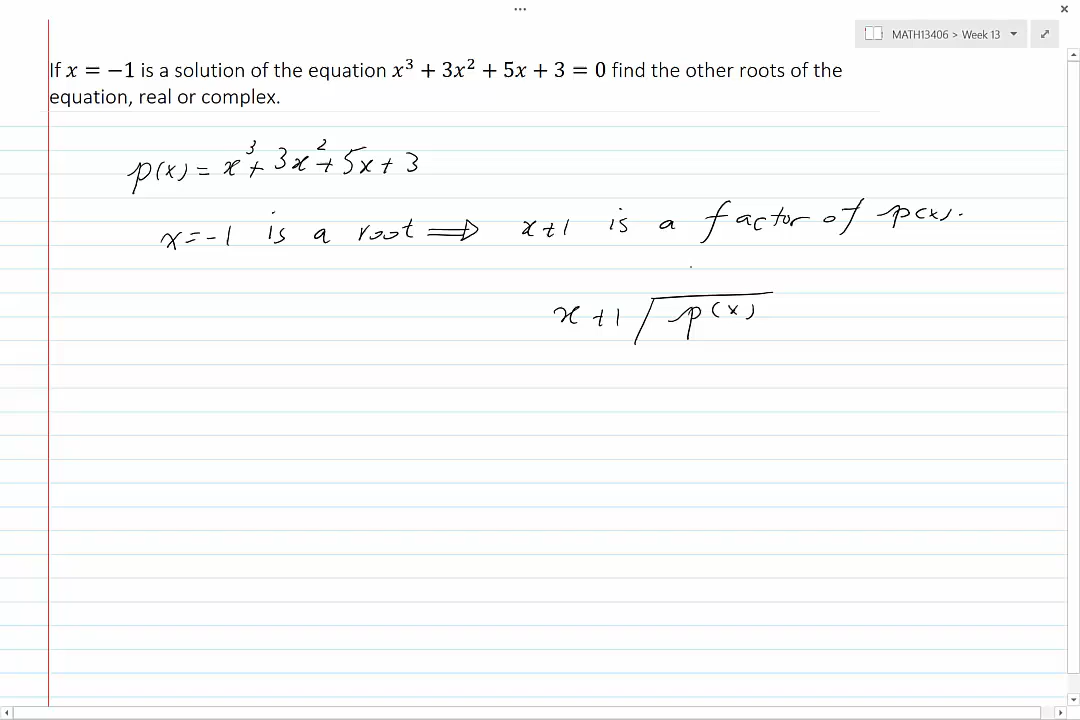 MATH13406 > Week 13
If x = −1 is a solution of the equation x³ + 3x² + 5x + 3 = 0 find the other roots of the
equation, real or complex.
p(x) = x³ + 3x² + 5x + 3
x = -1 is a root ⟹ x+1 is a factor of p(x).
x+1 / p(x)